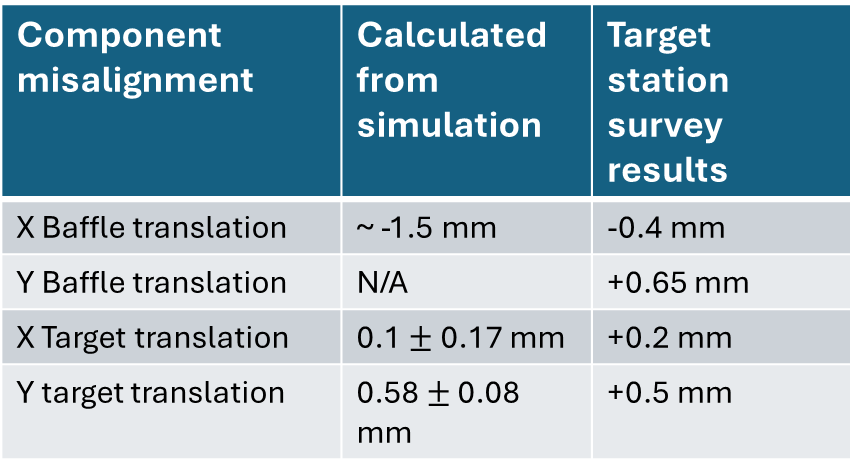 Component misalignment
Calculated from simulation
Target station survey results
X Baffle translation
~ -1.5 mm
-0.4 mm
Y Baffle translation
N/A
+0.65 mm
X Target translation
0.1 ± 0.17 mm
+0.2 mm
Y target translation
0.58 ± 0.08 mm
+0.5 mm